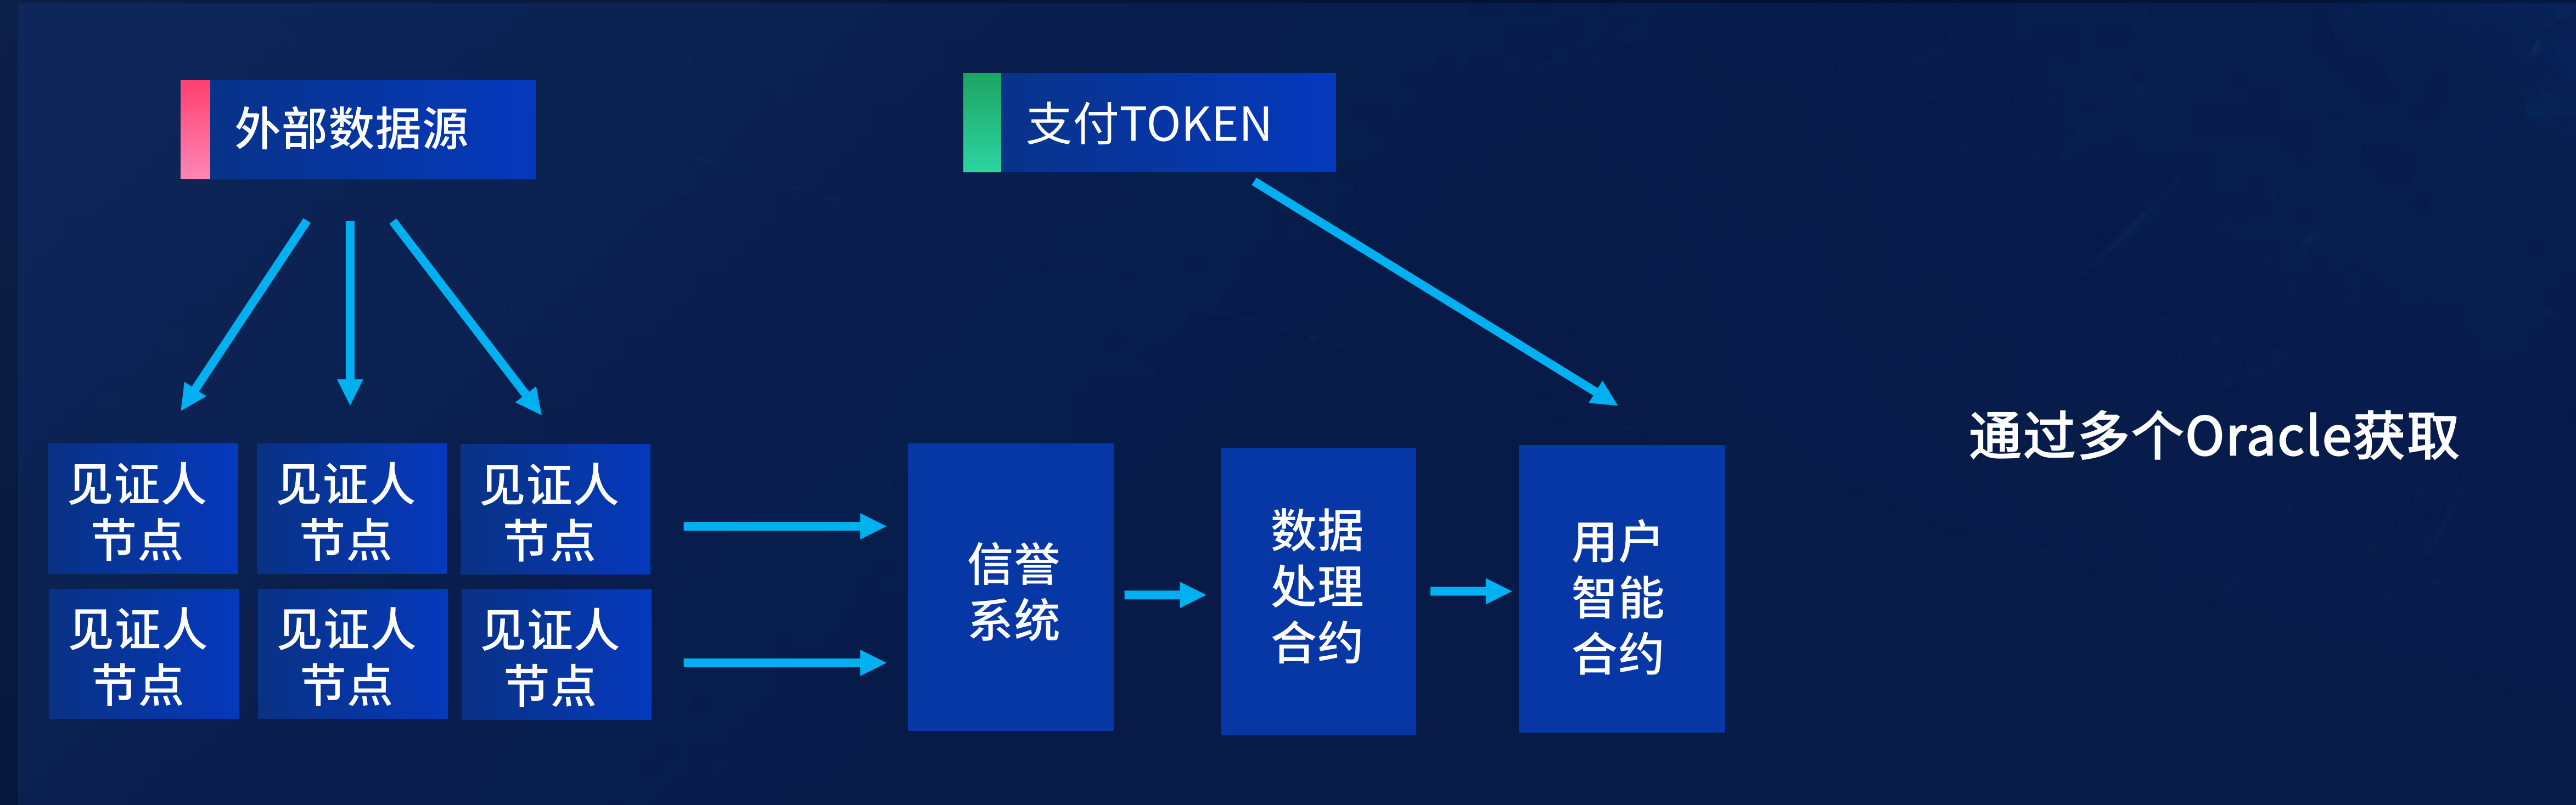 外部数据源
支付TOKEN
见证人
节点
见证人
节点
见证人
节点
见证人
节点
见证人
节点
见证人
节点
信誉
系统
数据
处理
合约
用户
智能
合约
通过多个Oracle获取